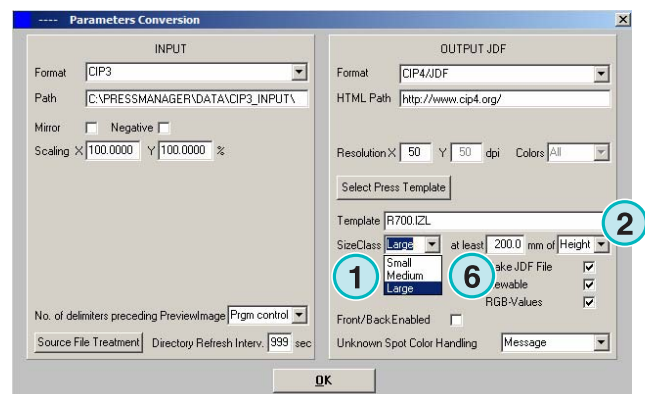 ---- Parameters Conversion
INPUT
Format CIP3
Path C:\PRESSMANAGER\DATA\CIP3_INPUT\
Mirror Negative
Scaling X 100.0000 Y 100.0000 %
No. of delimiters preceding PreviewImage Prgm control
Source File Treatment Directory Refresh Interv. 999 sec
OUTPUT JDF
Format CIP4/JDF
HTML Path http://www.cip4.org/
Resolution X 50 Y 50 dpi Colors All
Select Press Template
Template R700.IZL
2
SizeClass Large at least 200.0 mm of Height
Small
Medium
Large
1
6
JDF File
RGB-Values
Front/Back Enabled
Unknown Spot Color Handling Message
OK